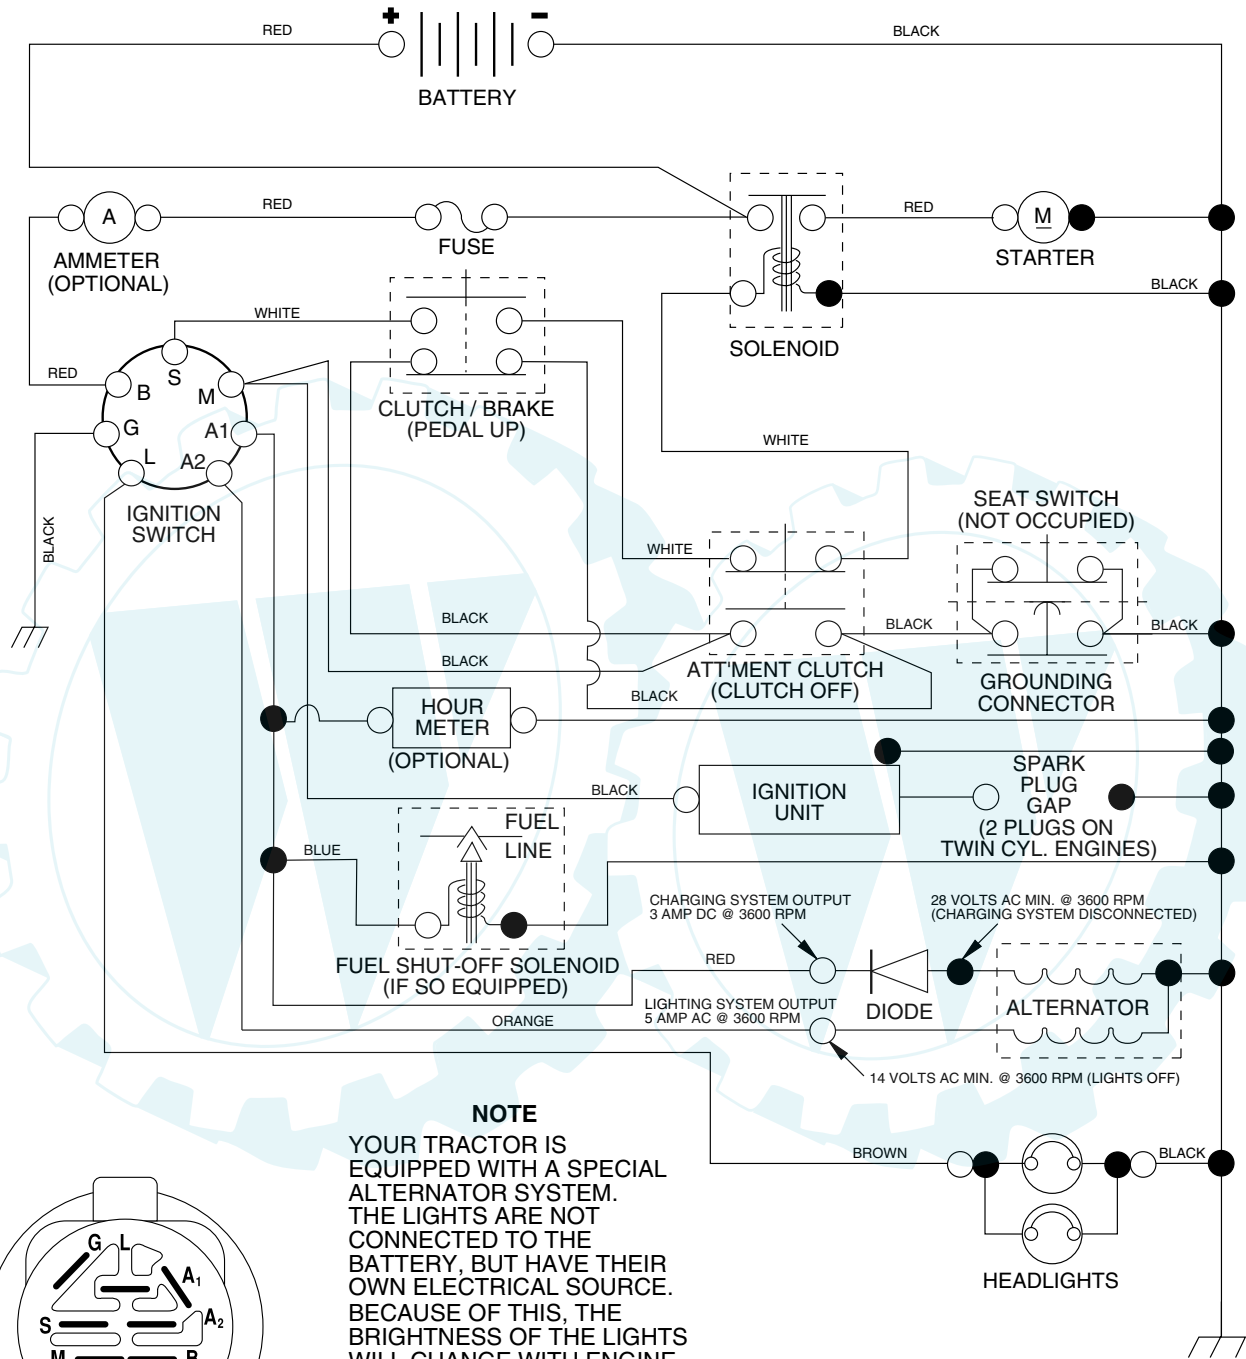 + −
RED
BLACK
BATTERY
A
RED
RED
M
FUSE
STARTER
AMMETER
(OPTIONAL)
BLACK
WHITE
SOLENOID
RED
S
B
M
CLUTCH / BRAKE
(PEDAL UP)
G
A1
WHITE
L
A2
IGNITION
SWITCH
SEAT SWITCH
(NOT OCCUPIED)
BLACK
WHITE
BLACK
BLACK
BLACK
BLACK
ATT'MENT CLUTCH
(CLUTCH OFF)
GROUNDING
CONNECTOR
BLACK
HOUR
METER
(OPTIONAL)
SPARK
PLUG
GAP
(2 PLUGS ON
TWIN CYL. ENGINES)
BLACK
IGNITION
UNIT
FUEL
LINE
BLUE
CHARGING SYSTEM OUTPUT
3 AMP DC @ 3600 RPM
28 VOLTS AC MIN. @ 3600 RPM
(CHARGING SYSTEM DISCONNECTED)
FUEL SHUT-OFF SOLENOID
(IF SO EQUIPPED)
RED
DIODE
ALTERNATOR
LIGHTING SYSTEM OUTPUT
5 AMP AC @ 3600 RPM
ORANGE
14 VOLTS AC MIN. @ 3600 RPM (LIGHTS OFF)
BROWN
BLACK
HEADLIGHTS
NOTE
YOUR TRACTOR IS
EQUIPPED WITH A SPECIAL
ALTERNATOR SYSTEM.
THE LIGHTS ARE NOT
CONNECTED TO THE
BATTERY, BUT HAVE THEIR
OWN ELECTRICAL SOURCE.
BECAUSE OF THIS, THE
BRIGHTNESS OF THE LIGHTS
WILL CHANGE WITH ENGINE
G L
A1
A2
S
M B